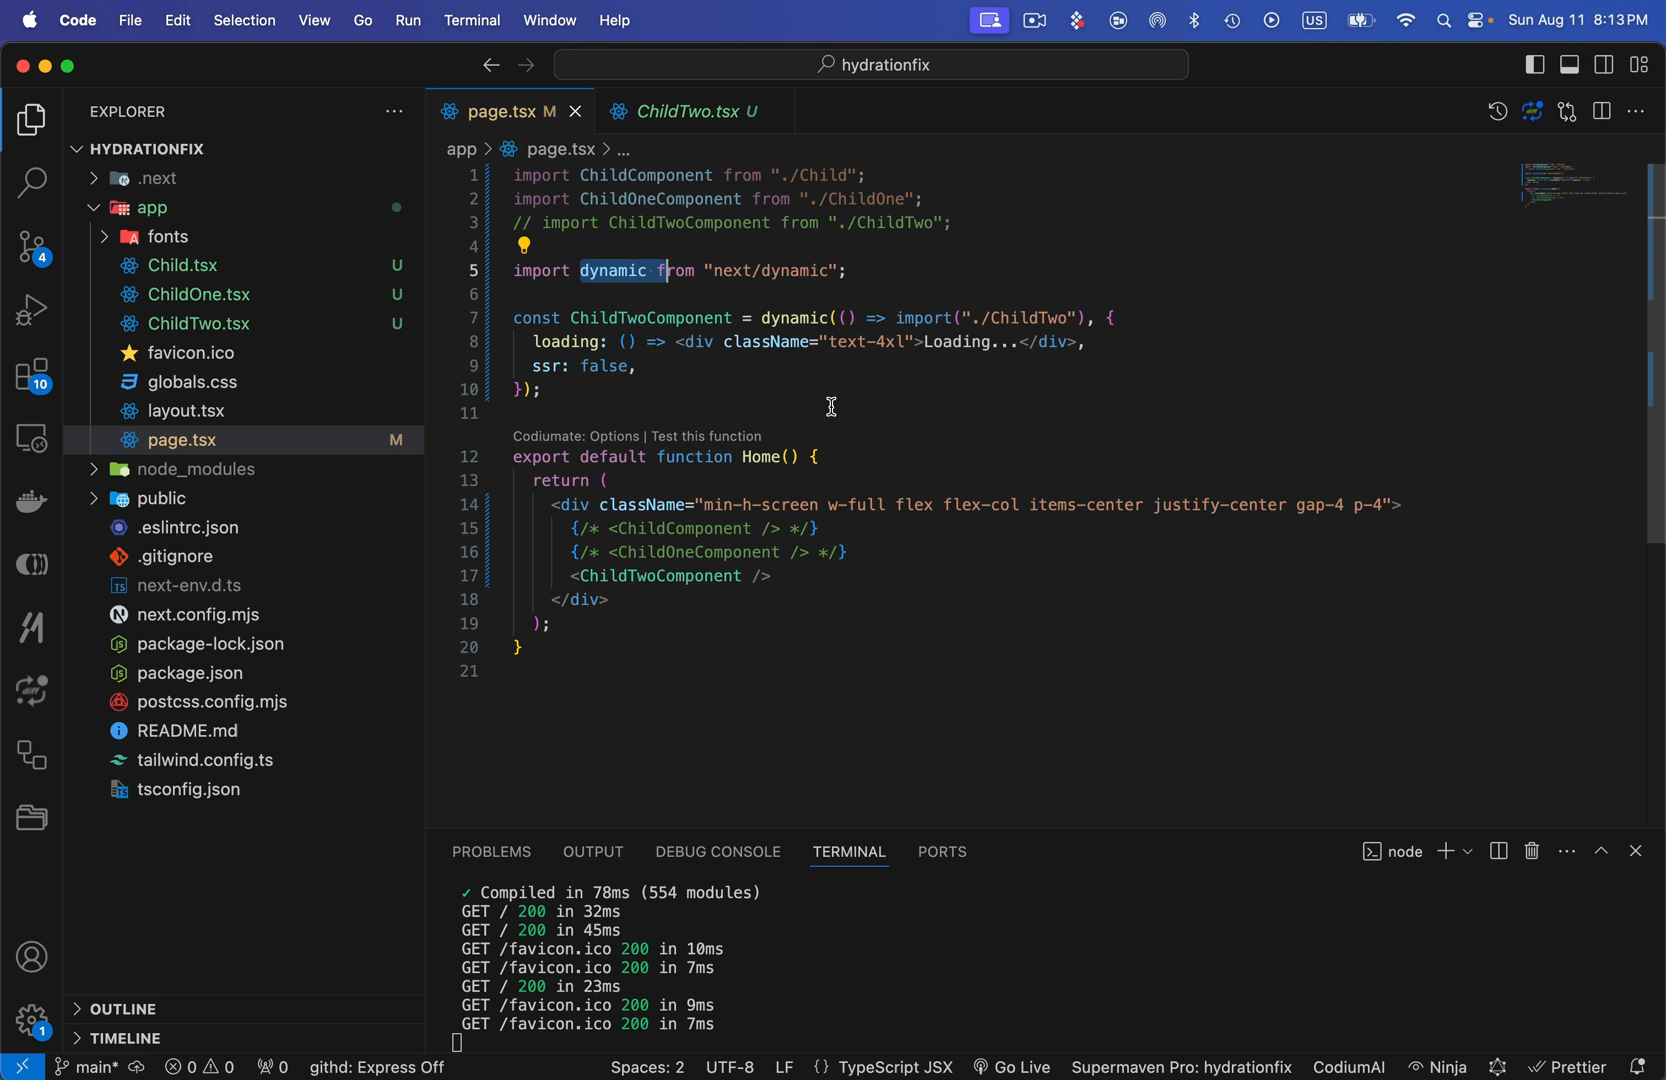 Code File Edit Selection View Go Run Terminal Window Help US Sun Aug 11 8:13 PM
hydrationfix
EXPLORER
HYDRATIONFIX
.next
app
fonts
Child.tsx U
ChildOne.tsx U
ChildTwo.tsx U
favicon.ico
globals.css
layout.tsx
page.tsx M
node_modules
public
.eslintrc.json
.gitignore
next-env.d.ts
next.config.mjs
package-lock.json
package.json
postcss.config.mjs
README.md
tailwind.config.ts
tsconfig.json
OUTLINE
TIMELINE
4
10
1
page.tsx M ChildTwo.tsx U
app > page.tsx > ...
1 import ChildComponent from "./Child";
2 import ChildOneComponent from "./ChildOne";
3 // import ChildTwoComponent from "./ChildTwo";
4
5 import dynamic from "next/dynamic";
6
7 const ChildTwoComponent = dynamic(() => import("./ChildTwo"), {
8 loading: () => <div className="text-4xl">Loading...</div>,
9 ssr: false,
10 });
11
Codiumate: Options | Test this function
12 export default function Home() {
13 return (
14 <div className="min-h-screen w-full flex flex-col items-center justify-center gap-4 p-4">
15 {/* <ChildComponent /> */}
16 {/* <ChildOneComponent /> */}
17 <ChildTwoComponent />
18 </div>
19 );
20 }
21
PROBLEMS OUTPUT DEBUG CONSOLE TERMINAL PORTS node
✓ Compiled in 78ms (554 modules)
GET / 200 in 32ms
GET / 200 in 45ms
GET /favicon.ico 200 in 10ms
GET /favicon.ico 200 in 7ms
GET / 200 in 23ms
GET /favicon.ico 200 in 9ms
GET /favicon.ico 200 in 7ms
main* 0 0 0 githd: Express Off Spaces: 2 UTF-8 LF {} TypeScript JSX Go Live Supermaven Pro: hydrationfix CodiumAI Ninja Prettier